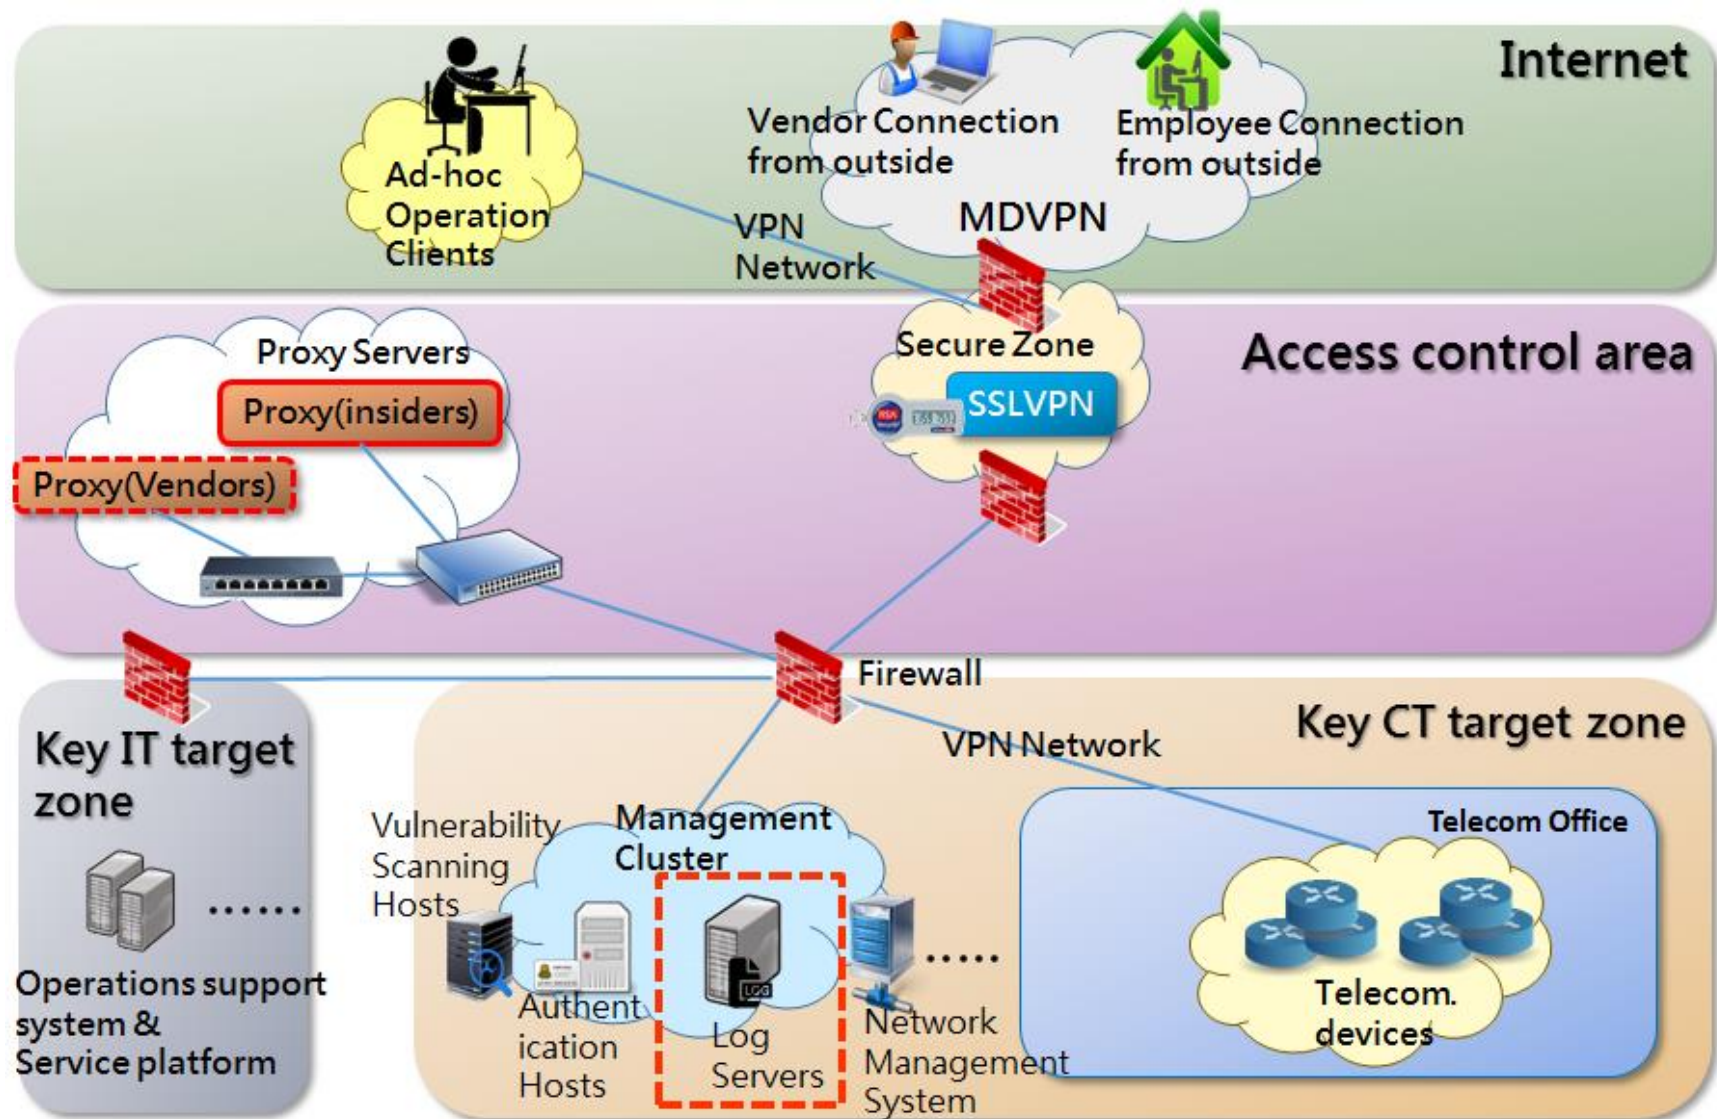 Internet
Vendor Connection
from outside
Employee Connection
from outside
Ad-hoc
Operation
Clients
MDVPN
VPN
Network
Access control area
Proxy Servers
Proxy(insiders)
Proxy(Vendors)
Secure Zone
SSLVPN
RSA
Firewall
Key IT target
zone
Operations support
system &
Service platform
......
Key CT target zone
VPN Network
Management
Cluster
Vulnerability
Scanning
Hosts
Authent
ication
Hosts
LOG
Log
Servers
Network
Management
System
.....
Telecom Office
Telecom.
devices